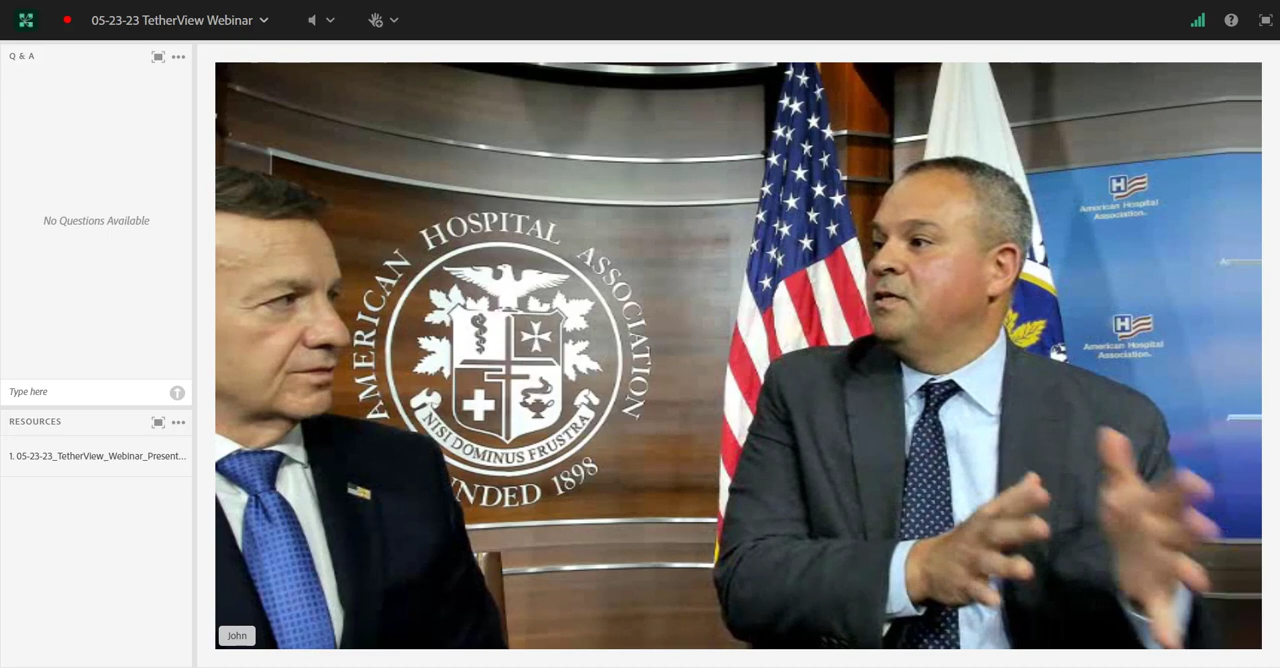 05-23-23 TetherView Webinar
Q & A
No Questions Available
Type here
RESOURCES
1. 05-23-23_TetherView_Webinar_Present...
AMERICAN HOSPITAL ASSOCIATION
NISI DOMINUS FRUSTRA
NDED 1898
H
American Hospital
Association
H
American Hospital
Association
John